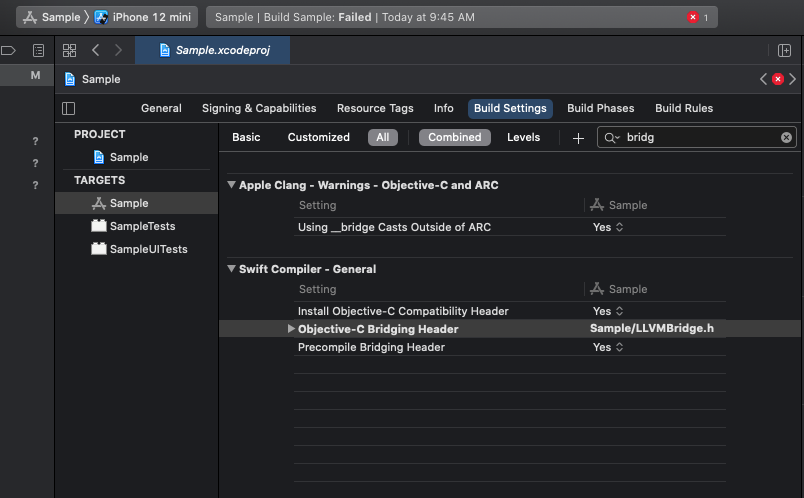 Sample iPhone 12 mini
Sample | Build Sample: Failed | Today at 9:45 AM
1
Sample.xcodeproj
M
Sample
General Signing & Capabilities Resource Tags Info Build Settings Build Phases Build Rules
PROJECT
Sample
TARGETS
Sample
SampleTests
SampleUITests
?
?
?
Basic Customized All Combined Levels + bridg
Apple Clang - Warnings - Objective-C and ARC
Setting Sample
Using __bridge Casts Outside of ARC Yes
Swift Compiler - General
Setting Sample
Install Objective-C Compatibility Header Yes
Objective-C Bridging Header Sample/LLVMBridge.h
Precompile Bridging Header Yes